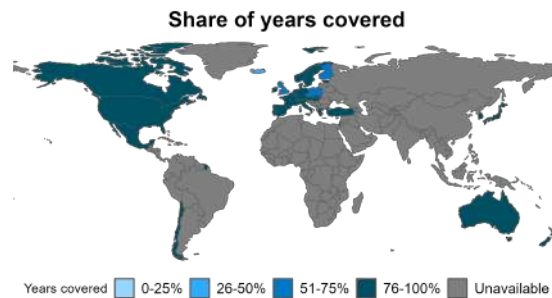 Share of years covered
Years covered 0-25% 26-50% 51-75% 76-100% Unavailable